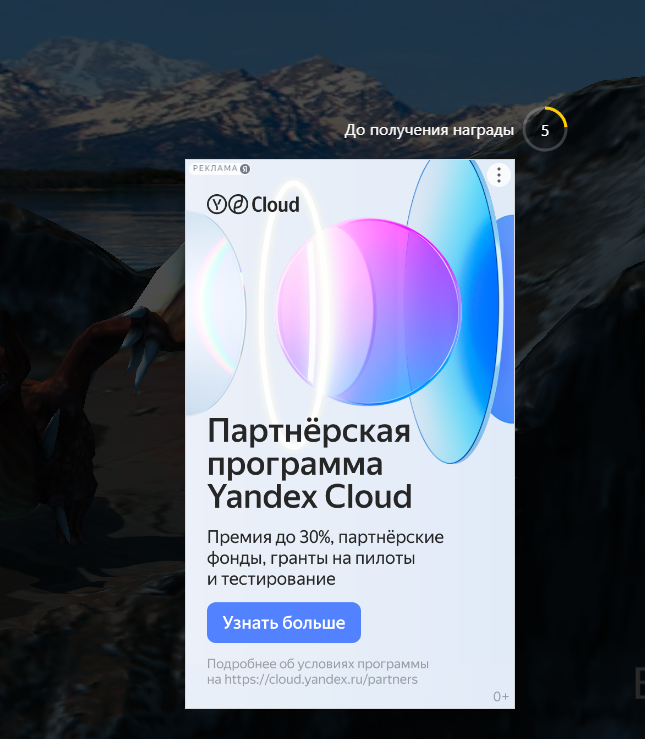 До получения награды 5
РЕКЛАМА Я
Cloud
Партнёрская
программа
Yandex Cloud
Премия до 30%, партнёрские
фонды, гранты на пилоты
и тестирование
Узнать больше
Подробнее об условиях программы
на https://cloud.yandex.ru/partners
0+